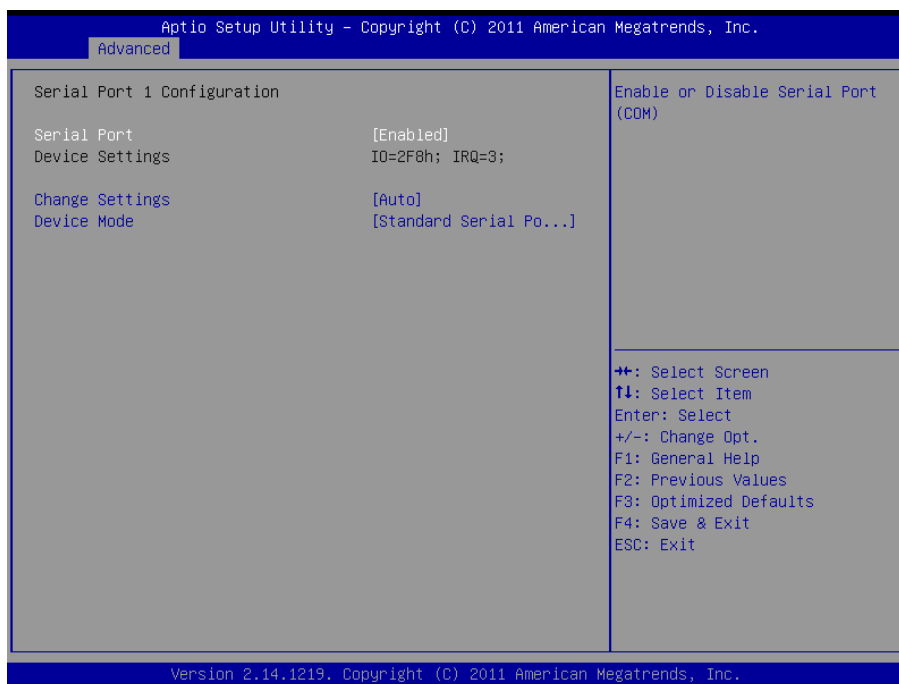 Aptio Setup Utility – Copyright (C) 2011 American Megatrends, Inc.
Advanced
Serial Port 1 Configuration
Serial Port [Enabled]
Device Settings IO=2F8h; IRQ=3;
Change Settings [Auto]
Device Mode [Standard Serial Po...]
Enable or Disable Serial Port
(COM)
→←: Select Screen
↑↓: Select Item
Enter: Select
+/-: Change Opt.
F1: General Help
F2: Previous Values
F3: Optimized Defaults
F4: Save & Exit
ESC: Exit
Version 2.14.1219. Copyright (C) 2011 American Megatrends, Inc.